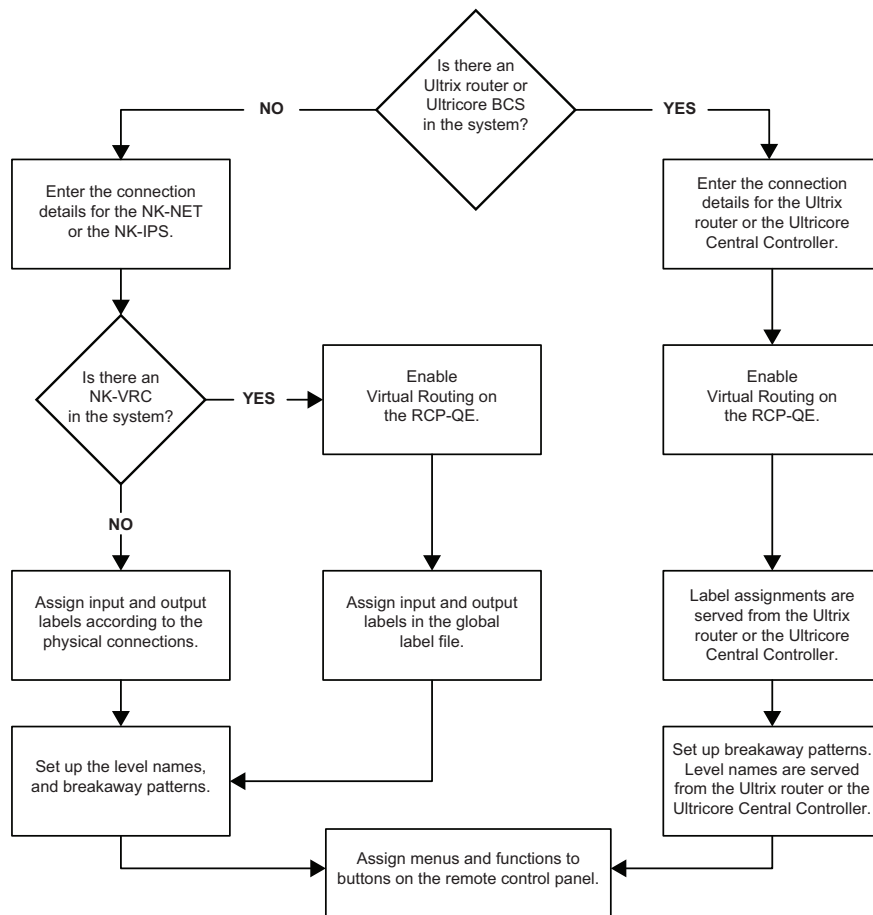 Is there an
Ultrix router or
Ultricore BCS
in the system?
NO
YES
Enter the connection
details for the NK-NET
or the NK-IPS.
Enter the connection
details for the Ultrix
router or the Ultricore
Central Controller.
Is there an
NK-VRC
in the system?
YES
Enable
Virtual Routing on
the RCP-QE.
Enable
Virtual Routing on
the RCP-QE.
NO
Assign input and output
labels according to the
physical connections.
Assign input and output
labels in the global
label file.
Label assignments are
served from the Ultrix
router or the Ultricore
Central Controller.
Set up the level names,
and breakaway patterns.
Set up breakaway patterns.
Level names are served
from the Ultrix router or the
Ultricore Central Controller.
Assign menus and functions to
buttons on the remote control panel.